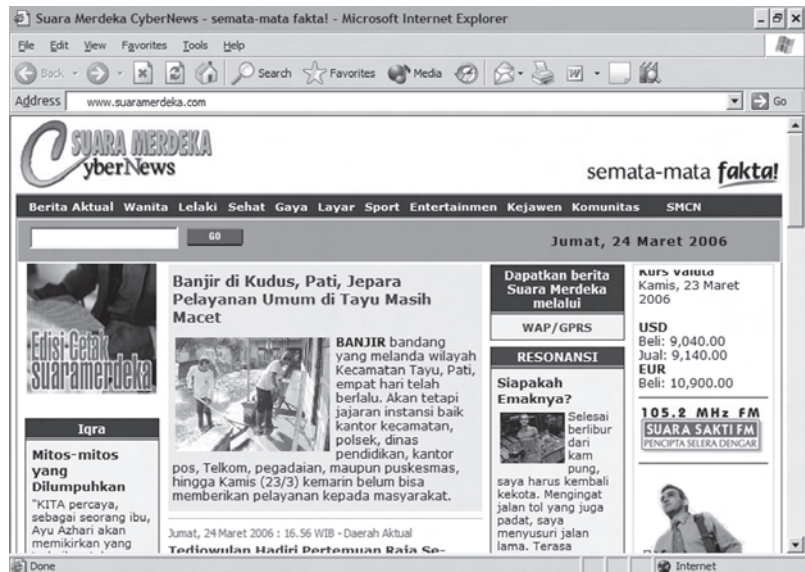 Suara Merdeka CyberNews - semata-mata fakta! - Microsoft Internet Explorer
File Edit View Favorites Tools Help
Back Search Favorites Media
Address www.suaramerdeka.com Go
SUARA MERDEKA
CyberNews
semata-mata fakta!
Berita Aktual Wanita Lelaki Sehat Gaya Layar Sport Entertainmen Kejawen Komunitas SMCN
GO
Jumat, 24 Maret 2006
Edisi Cetak
suaramerdeka
Iqra
Mitos-mitos
yang
Dilumpuhkan
"KITA percaya,
sebagai seorang ibu,
Ayu Azhari akan
memikirkan yang
Banjir di Kudus, Pati, Jepara
Pelayanan Umum di Tayu Masih
Macet
BANJIR bandang
yang melanda wilayah
Kecamatan Tayu, Pati,
empat hari telah
berlalu. Akan tetapi
jajaran instansi baik
kantor kecamatan,
polsek, dinas
pendidikan, kantor
pos, Telkom, pegadaian, maupun puskesmas,
hingga Kamis (23/3) kemarin belum bisa
memberikan pelayanan kepada masyarakat.
Jumat, 24 Maret 2006 : 16.56 WIB - Daerah Aktual
Tediowulan Hadiri Pertemuan Raja Se-
Dapatkan berita
Suara Merdeka
melalui
WAP/GPRS
RESONANSI
Siapakah
Emaknya?
Selesai
berlibur
dari
kam
pung,
saya harus kembali
kekota. Mengingat
jalan tol yang juga
padat, saya
menyusuri jalan
lama. Terasa
Kurs Valuta
Kamis, 23 Maret
2006
USD
Beli: 9,040.00
Jual: 9,140.00
EUR
Beli: 10,900.00
105.2 MHz FM
SUARA SAKTI FM
PENCIPTA SELERA DENGAR
Done Internet